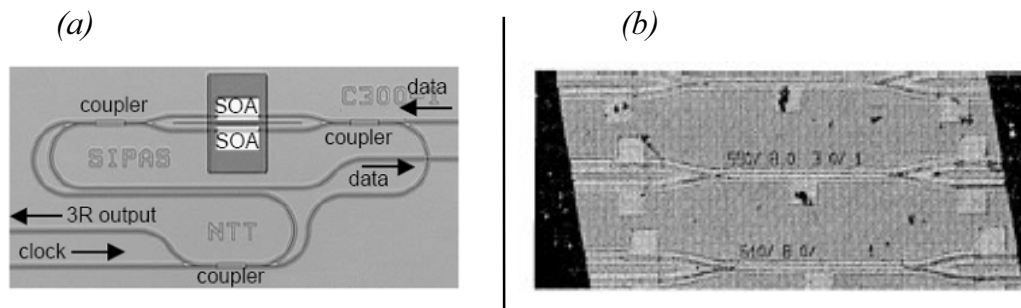 (a)
(b)
coupler
SOA
SOA
data
coupler
SIPAS
data
3R output
NTT
clock
coupler